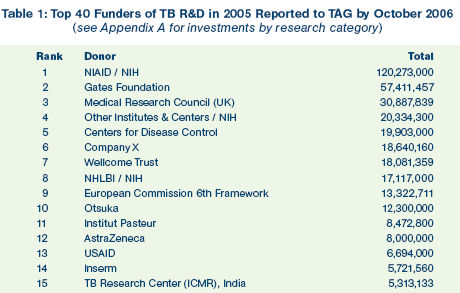 Table 1: Top 40 Funders of TB R&D in 2005 Reported to TAG by October 2006
(see Appendix A for investments by research category)
Rank Donor Total
1 NIAID / NIH 120,273,000
2 Gates Foundation 57,411,457
3 Medical Research Council (UK) 30,887,839
4 Other Institutes & Centers / NIH 20,334,300
5 Centers for Disease Control 19,903,000
6 Company X 18,640,160
7 Wellcome Trust 18,081,359
8 NHLBI / NIH 17,117,000
9 European Commission 6th Framework 13,322,711
10 Otsuka 12,300,000
11 Institut Pasteur 8,472,800
12 AstraZeneca 8,000,000
13 USAID 6,694,000
14 Inserm 5,721,560
15 TB Research Center (ICMR), India 5,313,133